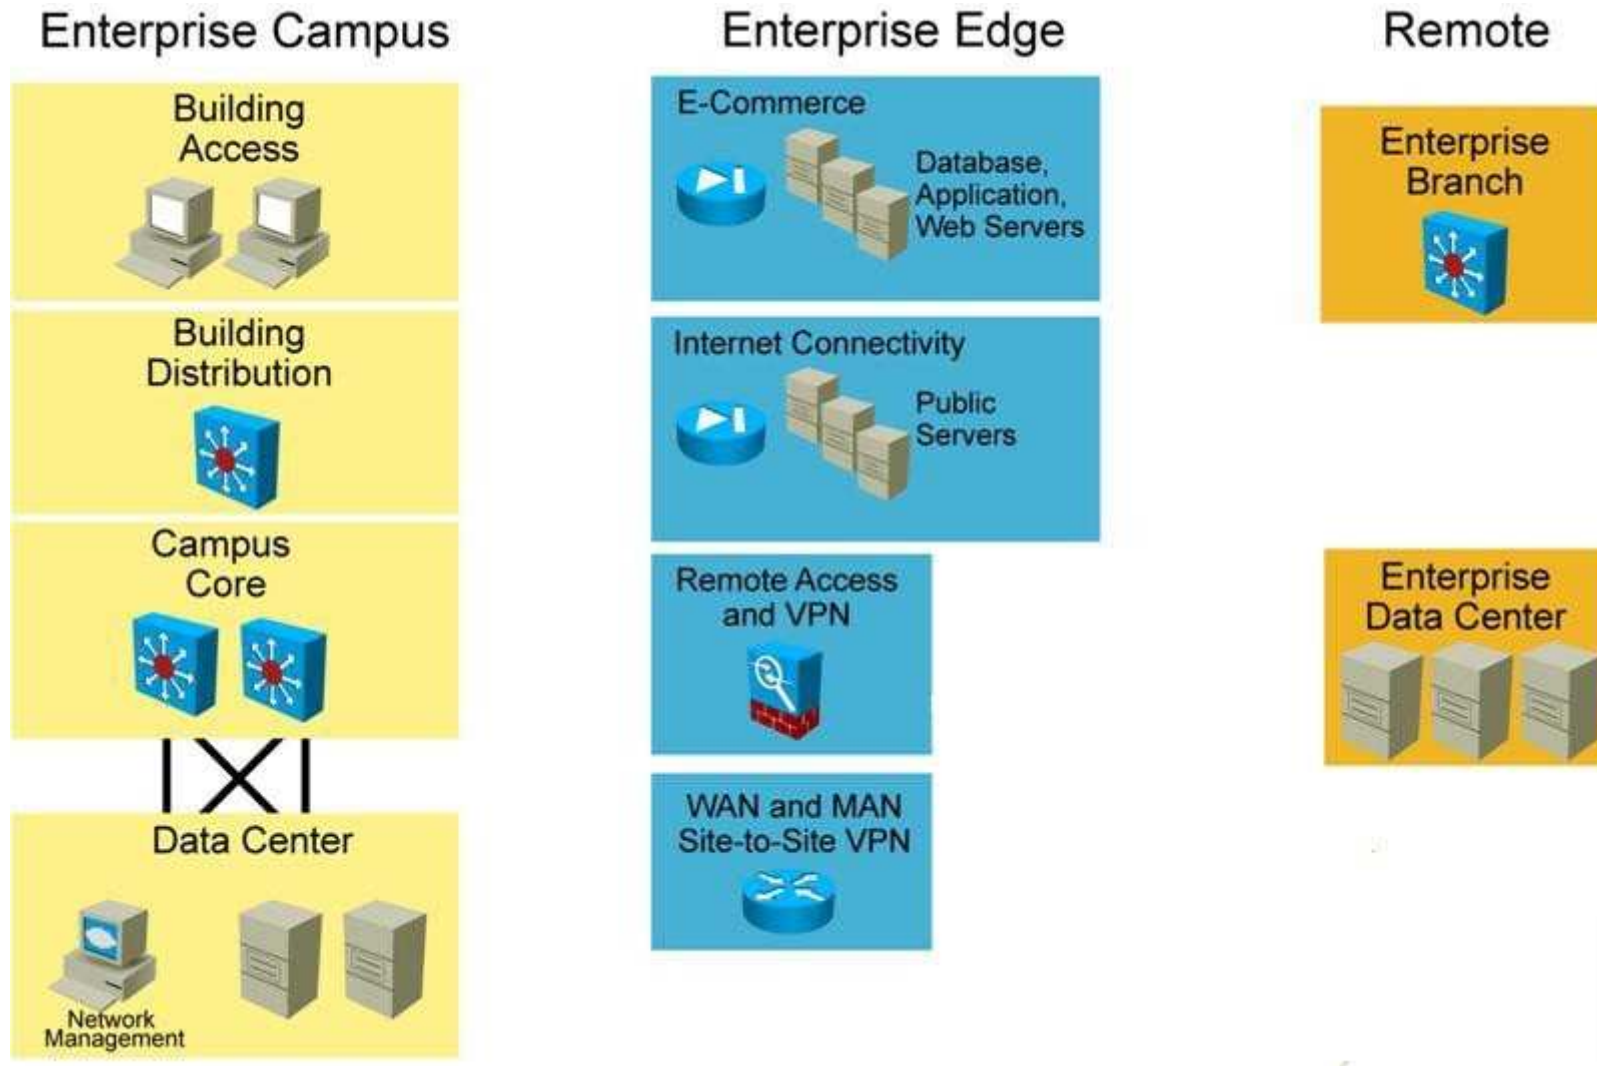 Enterprise Campus
Building
Access
Building
Distribution
Campus
Core
Data Center
Network
Management
Enterprise Edge
E-Commerce
Database,
Application,
Web Servers
Internet Connectivity
Public
Servers
Remote Access
and VPN
WAN and MAN
Site-to-Site VPN
Remote
Enterprise
Branch
Enterprise
Data Center